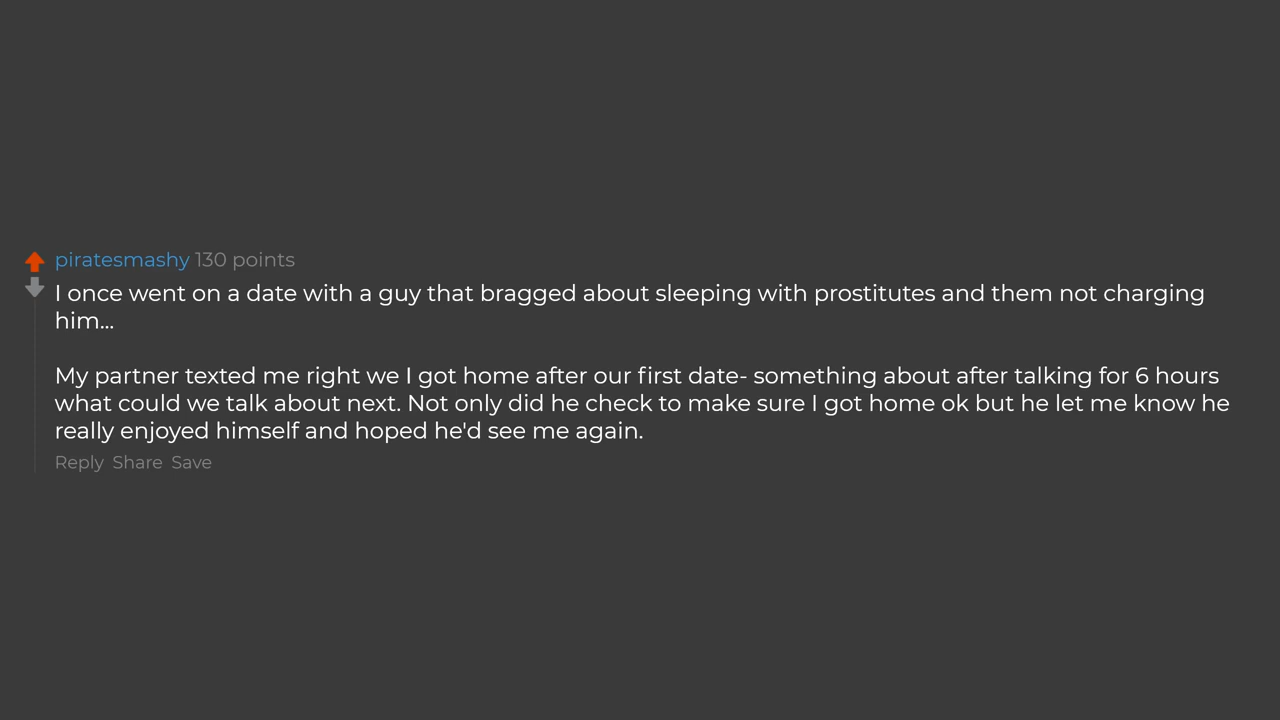 piratesmashy 130 points
I once went on a date with a guy that bragged about sleeping with prostitutes and them not charging
him...
My partner texted me right we I got home after our first date- something about after talking for 6 hours
what could we talk about next. Not only did he check to make sure I got home ok but he let me know he
really enjoyed himself and hoped he'd see me again.
Reply Share Save